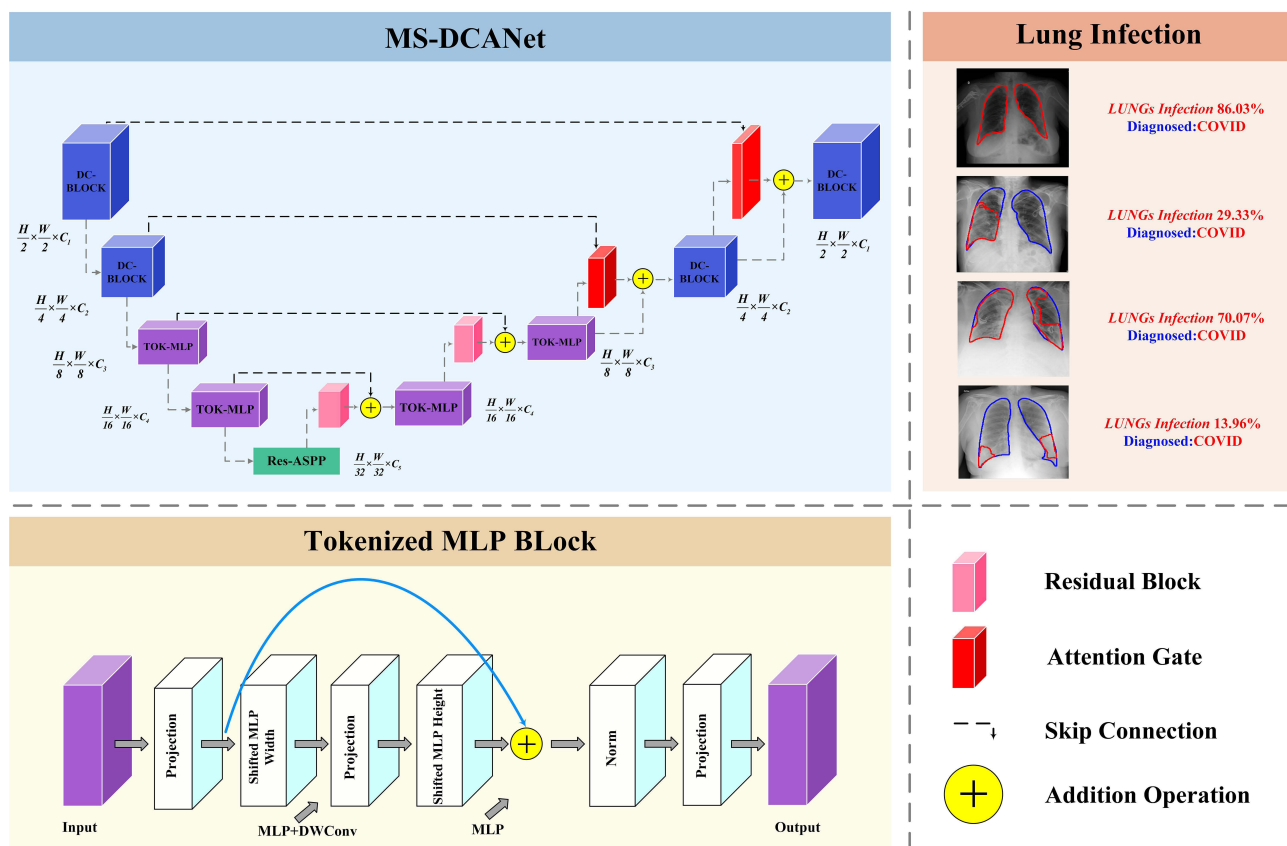 MS-DCANet
DC-
BLOCK
H/2 × W/2 × C1
DC-
BLOCK
H/4 × W/4 × C2
TOK-MLP
H/8 × W/8 × C3
TOK-MLP
H/16 × W/16 × C4
Res-ASPP
H/32 × W/32 × C5
+
TOK-MLP
H/16 × W/16 × C4
+
TOK-MLP
H/8 × W/8 × C3
+
DC-
BLOCK
H/4 × W/4 × C2
+
DC-
BLOCK
H/2 × W/2 × C1
Lung Infection
LUNGs Infection 86.03%
Diagnosed:COVID
LUNGs Infection 29.33%
Diagnosed:COVID
LUNGs Infection 70.07%
Diagnosed:COVID
LUNGs Infection 13.96%
Diagnosed:COVID
Tokenized MLP BLock
Input
Projection
Shifted MLP
Width
MLP+DWConv
Projection
Shifted MLP Height
MLP
+
Norm
Projection
Output
Residual Block
Attention Gate
Skip Connection
+
Addition Operation